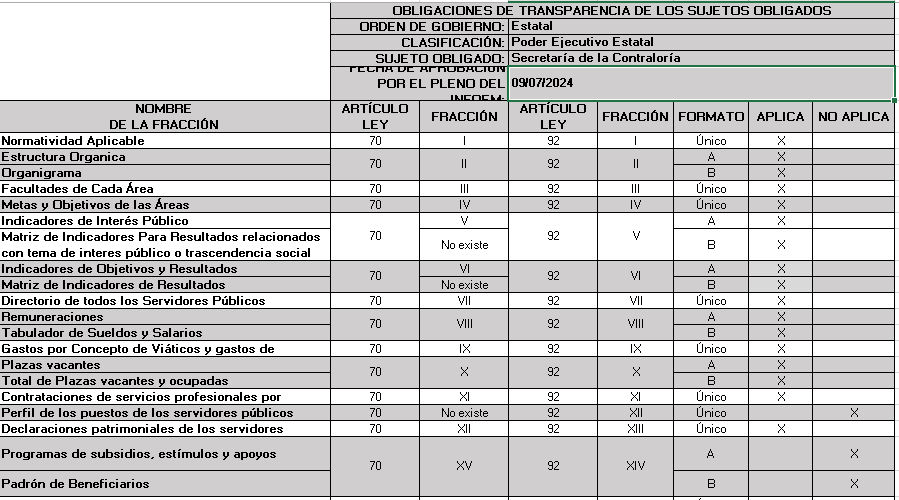 OBLIGACIONES DE TRANSPARENCIA DE LOS SUJETOS OBLIGADOS
ORDEN DE GOBIERNO: Estatal
CLASIFICACIÓN: Poder Ejecutivo Estatal
SUJETO OBLIGADO: Secretaría de la Contraloría
FECHA DE APROBACIÓN
POR EL PLENO DEL 09/07/2024
INFOEM:
NOMBRE
DE LA FRACCIÓN ARTÍCULO
LEY FRACCIÓN ARTÍCULO
LEY FRACCIÓN FORMATO APLICA NO APLICA
Normatividad Aplicable 70 I 92 I Único X
Estructura Organica 70 II 92 II A X
Organigrama B X
Facultades de Cada Área 70 III 92 III Único X
Metas y Objetivos de las Áreas 70 IV 92 IV Único X
Indicadores de Interés Público 70 V 92 V A X
Matriz de Indicadores Para Resultados relacionados
con tema de interes público o trascendencia social No existe B X
Indicadores de Objetivos y Resultados 70 VI 92 VI A X
Matriz de Indicadores de Resultados No existe B X
Directorio de todos los Servidores Públicos 70 VII 92 VII Único X
Remuneraciones 70 VIII 92 VIII A X
Tabulador de Sueldos y Salarios B X
Gastos por Concepto de Viáticos y gastos de 70 IX 92 IX Único X
Plazas vacantes 70 X 92 X A X
Total de Plazas vacantes y ocupadas B X
Contrataciones de servicios profesionales por 70 XI 92 XI Único X
Perfil de los puestos de los servidores públicos 70 No existe 92 XII Único X
Declaraciones patrimoniales de los servidores 70 XII 92 XIII Único X
Programas de subsidios, estímulos y apoyos 70 XV 92 XIV A X
Padrón de Beneficiarios B X